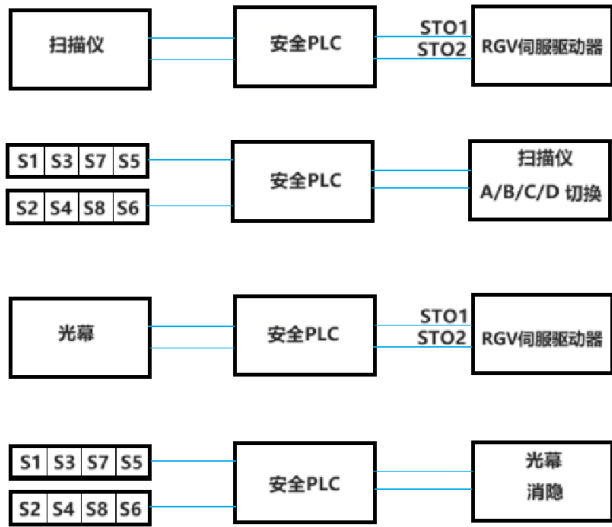 扫描仪
安全PLC
STO1
STO2
RGV伺服驱动器
S1 S3 S7 S5
S2 S4 S8 S6
安全PLC
扫描仪
A/B/C/D 切换
光幕
安全PLC
STO1
STO2
RGV伺服驱动器
S1 S3 S7 S5
S2 S4 S8 S6
安全PLC
光幕
消隐